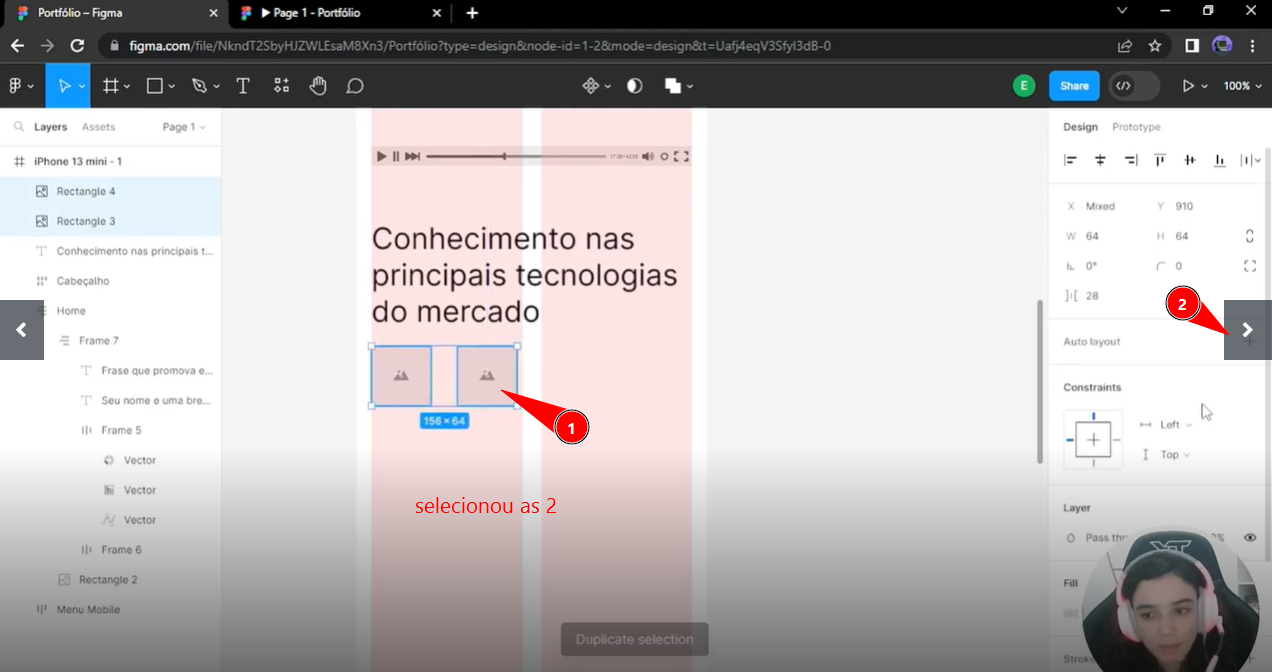 Portfólio – Figma
Page 1 - Portfólio
figma.com/file/NkndT2SbyHJZWLEsaM8Xn3/Portfólio?type=design&node-id=1-2&mode=design&t=Uafj4eqV3SfyI3dB-0
E
Share
100%
Layers
Assets
Page 1
iPhone 13 mini - 1
Rectangle 4
Rectangle 3
Conhecimento nas principais t...
Cabeçalho
Home
Frame 7
Frase que promova e...
Seu nome e uma bre...
Frame 5
Vector
Vector
Vector
Frame 6
Rectangle 2
Menu Mobile
Conhecimento nas
principais tecnologias
do mercado
156 × 64
1
selecionou as 2
Duplicate selection
Design
Prototype
X Mixed
Y 910
W 64
H 64
0°
0
28
2
Auto layout
Constraints
Left
Top
Layer
Pass
Fill
Stroke